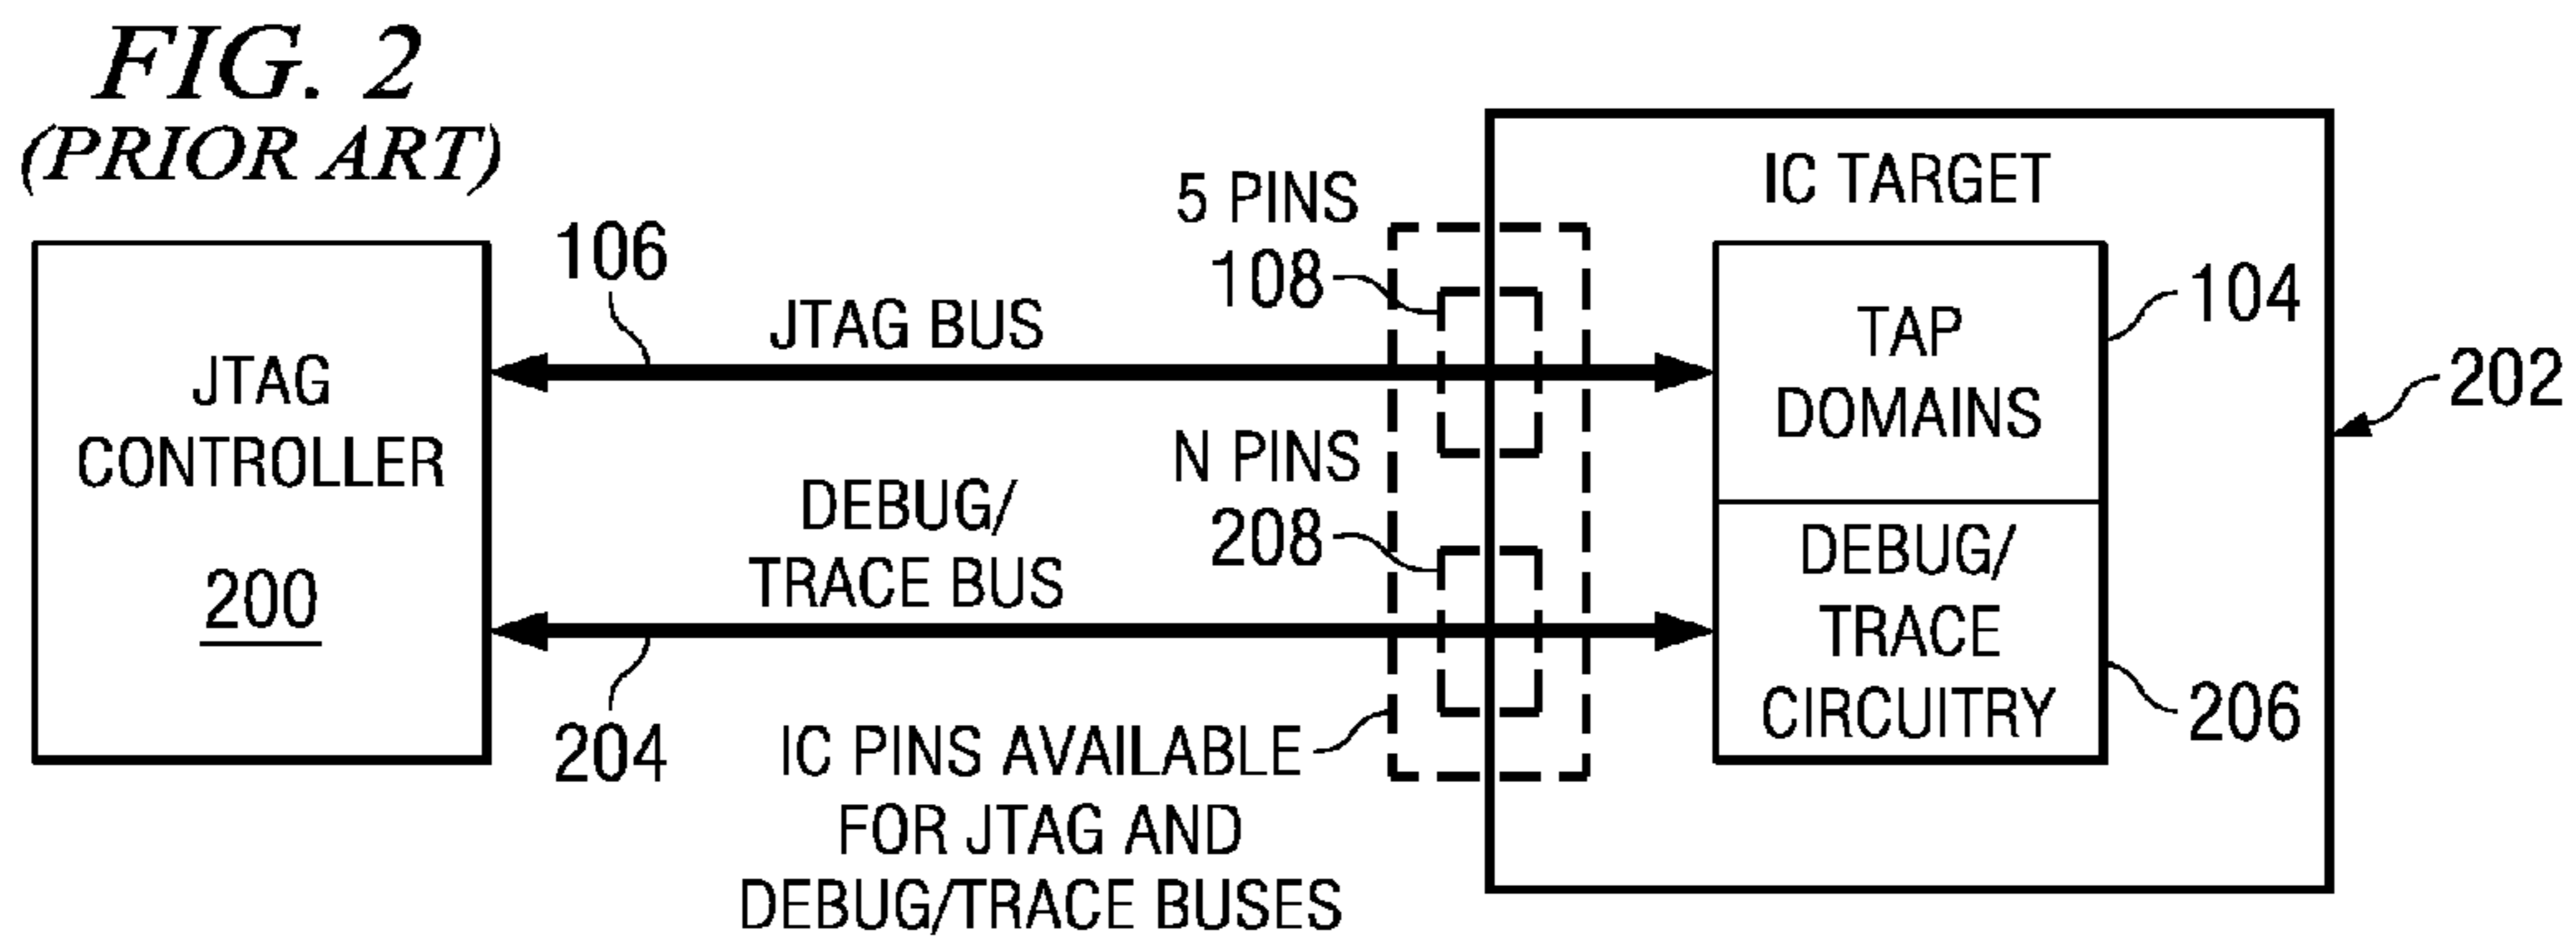 FIG. 2
(PRIOR ART)
JTAG
CONTROLLER
200
106
JTAG BUS
DEBUG/
TRACE BUS
204
5 PINS
108
N PINS
208
IC PINS AVAILABLE
FOR JTAG AND
DEBUG/TRACE BUSES
IC TARGET
TAP
DOMAINS
DEBUG/
TRACE
CIRCUITRY
104
202
206